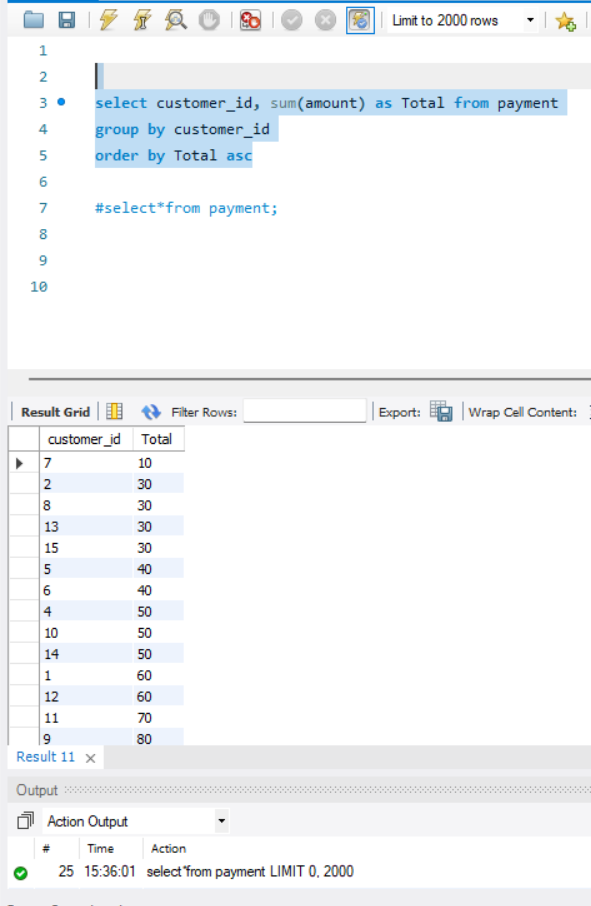 Limit to 2000 rows
1
2
3 select customer_id, sum(amount) as Total from payment
4 group by customer_id
5 order by Total asc
6
7 #select*from payment;
8
9
10
Result Grid Filter Rows: Export: Wrap Cell Content:
customer_id Total
7 10
2 30
8 30
13 30
15 30
5 40
6 40
4 50
10 50
14 50
1 60
12 60
11 70
9 80
Result 11 ×
Output
Action Output
# Time Action
25 15:36:01 select*from payment LIMIT 0, 2000